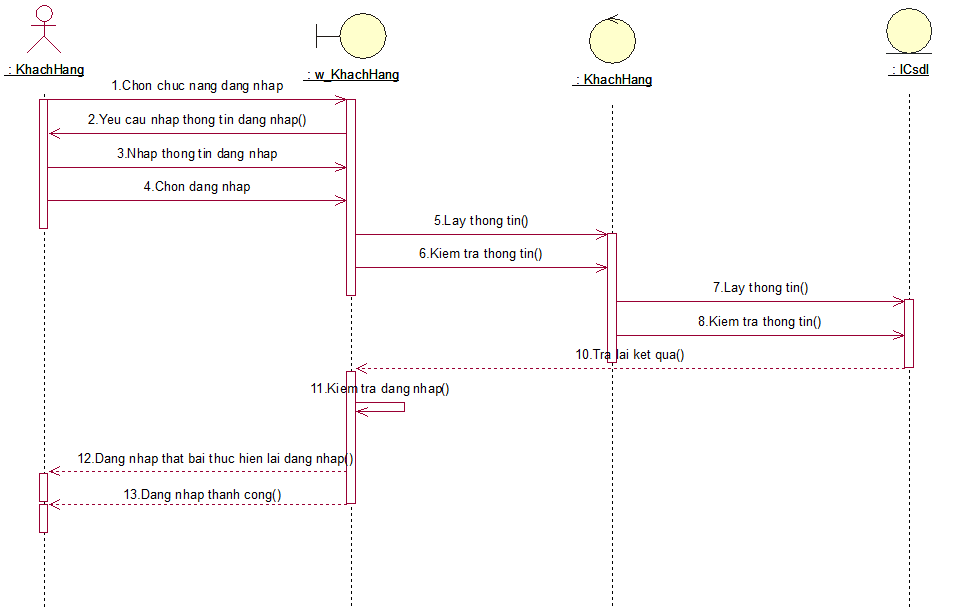 : KhachHang
: w_KhachHang
: KhachHang
: ICsdl
1.Chon chuc nang dang nhap
2.Yeu cau nhap thong tin dang nhap()
3.Nhap thong tin dang nhap
4.Chon dang nhap
5.Lay thong tin()
6.Kiem tra thong tin()
7.Lay thong tin()
8.Kiem tra thong tin()
10.Tra lai ket qua()
11.Kiem tra dang nhap()
12.Dang nhap that bai thuc hien lai dang nhap()
13.Dang nhap thanh cong()